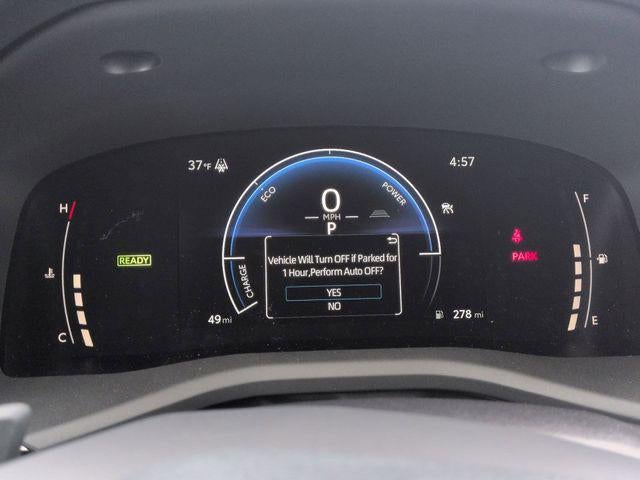 37°F
4:57
ECO
POWER
0
MPH
P
H
F
READY
Vehicle Will Turn OFF if Parked for
1 Hour,Perform Auto OFF?
YES
NO
PARK
CHARGE
C
E
49 mi
278 mi